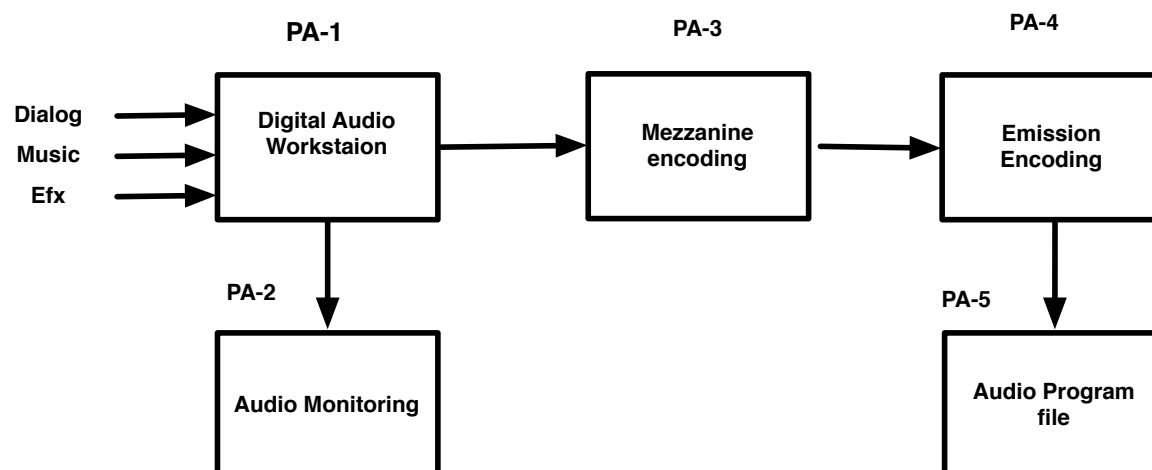 PA-1
PA-3
PA-4
Dialog
Music
Efx
Digital Audio
Workstaion
Mezzanine
encoding
Emission
Encoding
PA-2
PA-5
Audio Monitoring
Audio Program
file